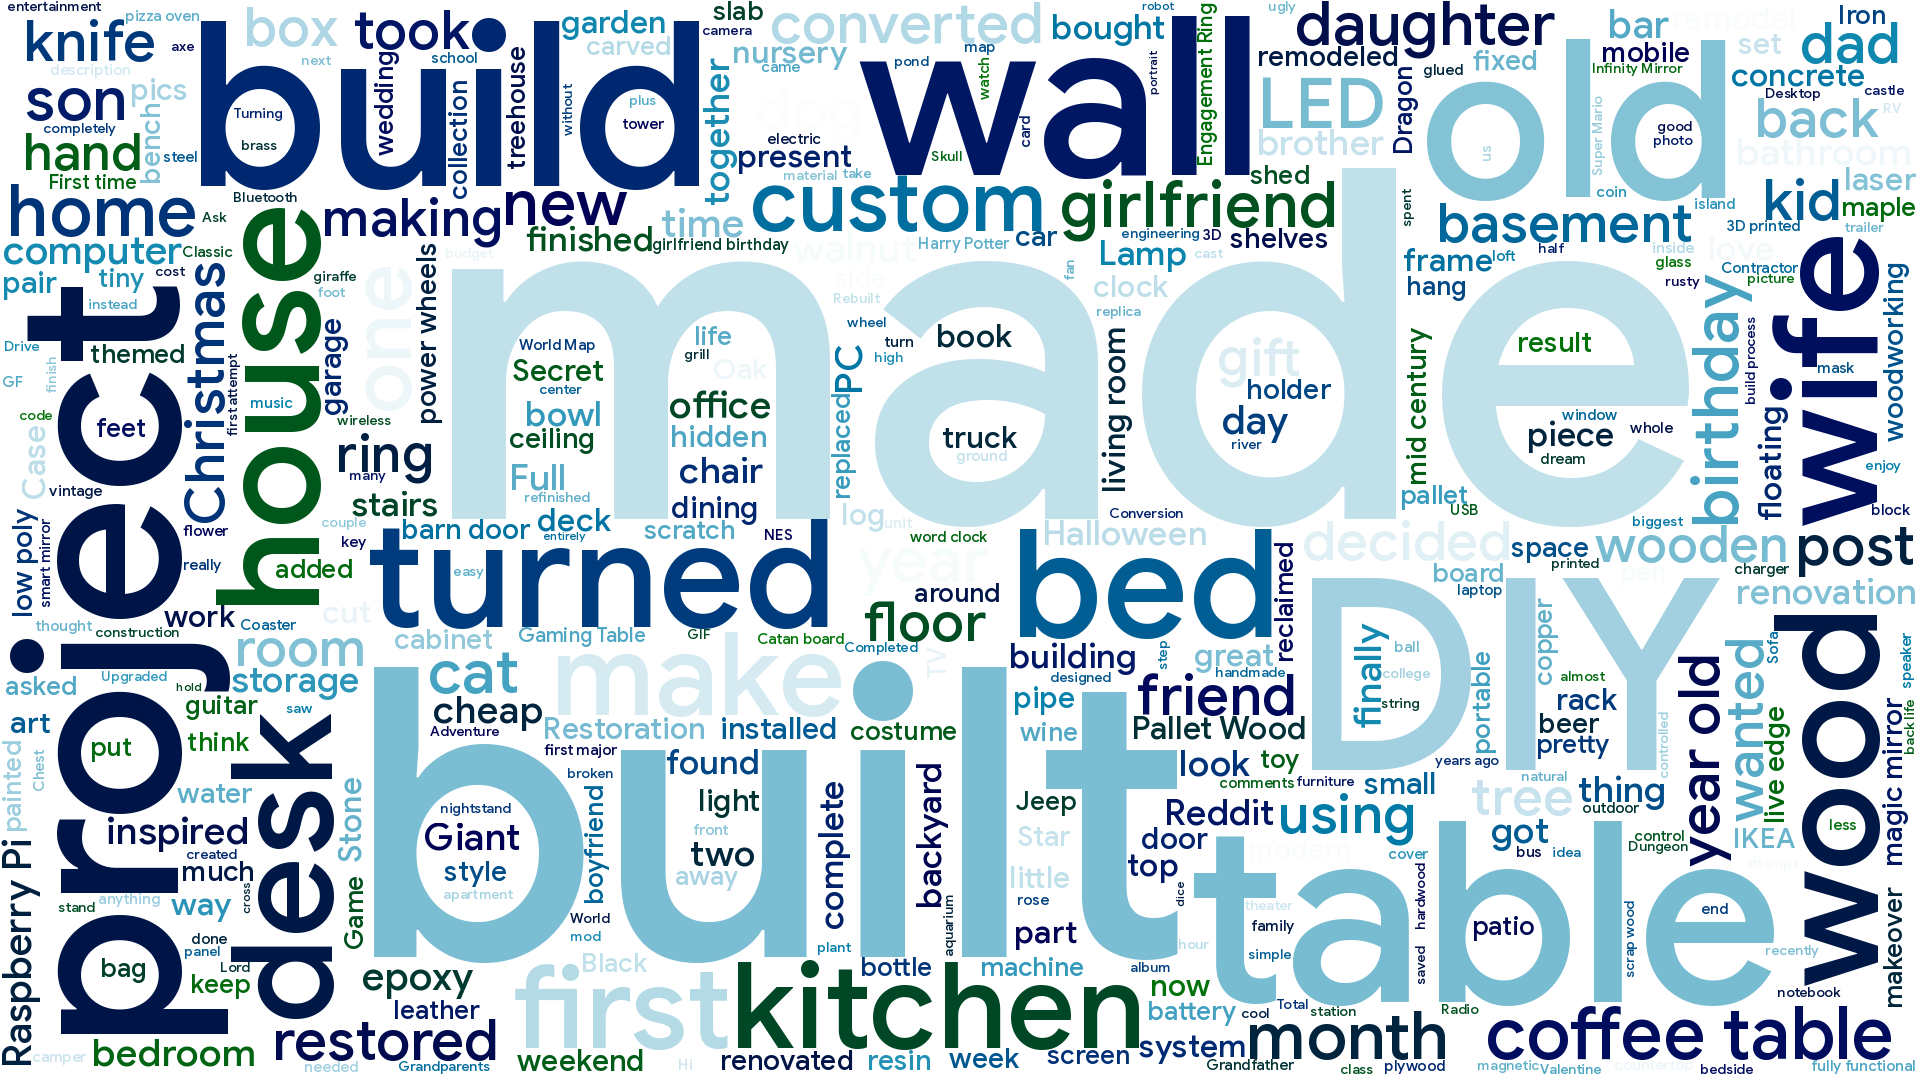 entertainment
pizza oven
knife
axe
description
son
pics
completely
bench
hand
steel
First time
home
Ask
computer
Classic
pair
tiny
cost
instead
box
next
took
school
build
Turning
brass
wedding
collection
treehouse
garden
carved
without
plus
tower
Bluetooth
slab
camera
nursery
came
together
converted
map
pond
watch
dog
electric
present
material
take
Skull
card
bought
robot
portrait
wall
Engagement Ring
ugly
daughter
remodeled
LED
brother
Dragon
glued
fixed
bar
mobile
Infinity Mirror
remodel
set
Iron
dad
concrete
Desktop
castle
back
RV
bathroom
old
us
Super Mario
good
photo
coin
island
laser
kid
maple
3D printed
trailer
making
new
finished
girlfriend birthday
time
custom
girlfriend
shed
spent
Harry Potter
car
engineering
3D
shelves
basement
walnut
side
Rebuilt
fan
Lamp
cast
clock
replica
frame
loft
half
hang
inside
glass
love
rusty
Contractor
picture
house
Christmas
giraffe
foot
garage
one
power wheels
budget
music
first attempt
wireless
made
World Map
life
grill
Secret
center
Oak
bowl
office
ceiling
hidden
Full
chair
refinished
dining
wheel
turn
high
PC
replaced
book
truck
ground
living room
gift
holder
day
river
mid century
result
window
piece
whole
dream
birthday
build process
floating
mask
wife
woodworking
enjoy
block
Drive
GF
finish
code
themed
feet
Case
vintage
project
low poly
smart mirror
flower
really
ring
many
stairs
couple
key
added
barn door
deck
entirely
scratch
NES
log
unit
word clock
Conversion
Halloween
pallet
USB
biggest
decided
space
printed
wooden
post
charger
turned
easy
year
bed
reclaimed
board
laptop
pen
renovation
work
thought
construction
Coaster
cut
cabinet
Gaming Table
GIF
Catan board
Completed
floor
around
building
designed
step
great
handmade
DIY
finally
ball
college
string
portable
copper
almost
rack
beer
pretty
controlled
year old
wanted
Sofa
wood
speaker
asked
Upgraded
hold
room
storage
saw
guitar
think
put
art
painted
Chest
water
cat
cheap
Adventure
make
Restoration
installed
costume
TV
pipe
wine
friend
Pallet Wood
look
toy
comments
furniture
years ago
natural
small
thing
outdoor
live edge
magic mirror
back life
desk
Stone
inspired
created
much
Raspberry Pi
stand
anything
way
cross
Game
built
nightstand
Giant
style
apartment
first major
broken
boyfriend
found
light
front
two
away
complete
backyard
World
mod
plant
aquarium
Jeep
Star
little
rose
Reddit
door
top
using
modern
dice
cover
tree
got
bus
idea
control
Dungeon
IKEA
attempt
less
table
theater
family
simple
hour
saved
hardwood
patio
scrap wood
end
recently
makeover
notebook
done
panel
Lord
bag
keep
epoxy
leather
Black
bottle
machine
part
album
now
battery
cool
Total
station
Radio
camper
bedroom
needed
restored
Grandparents
first
weekend
Hi
kitchen
renovated
resin
week
screen
system
Grandfather
month
class
plywood
magnetic
Valentine
coffee table
countertop
bedside
fully functional